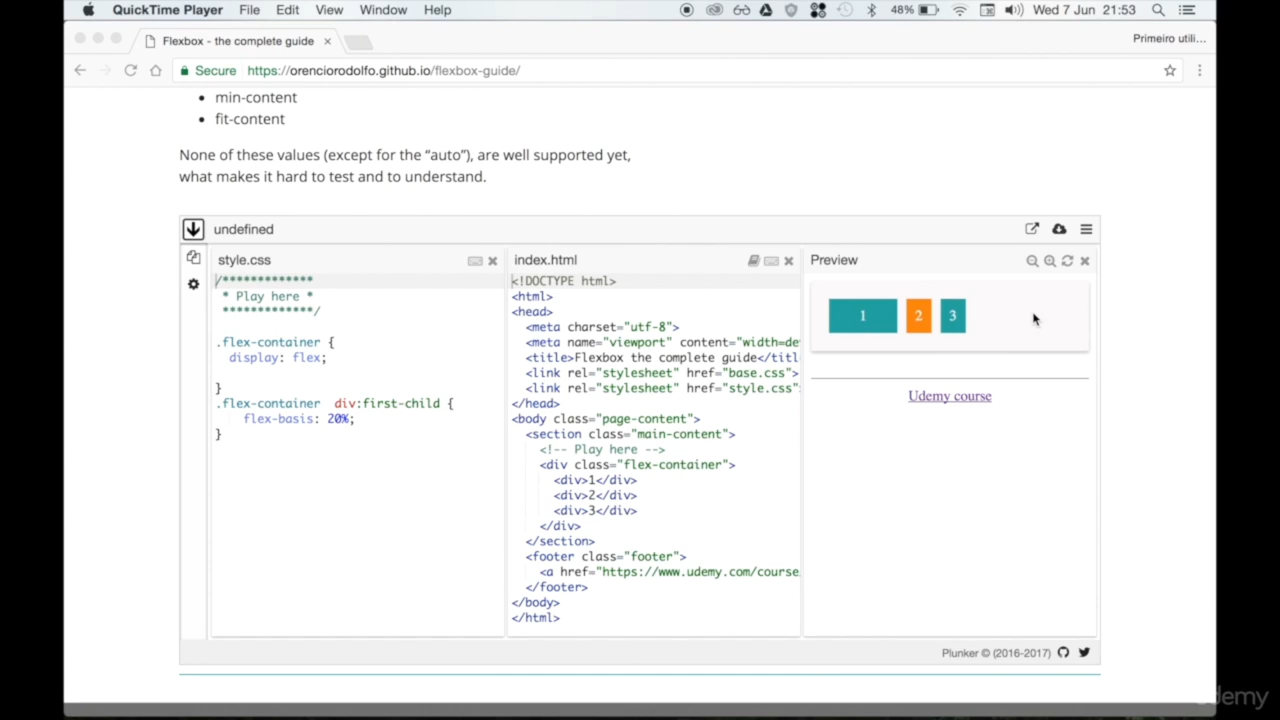 QuickTime Player File Edit View Window Help 48% Wed 7 Jun 21:53
Flexbox - the complete guide × Primeiro utili...
Secure https://orenciorodolfo.github.io/flexbox-guide/
• min-content
• fit-content
None of these values (except for the “auto”), are well supported yet,
what makes it hard to test and to understand.
undefined
style.css
/*************
* Play here *
*************/
.flex-container {
display: flex;
}
.flex-container div:first-child {
flex-basis: 20%;
}
index.html
<!DOCTYPE html>
<html>
<head>
<meta charset="utf-8">
<meta name="viewport" content="width=de
<title>Flexbox the complete guide</titl
<link rel="stylesheet" href="base.css">
<link rel="stylesheet" href="style.css"
</head>
<body class="page-content">
<section class="main-content">
<!-- Play here -->
<div class="flex-container">
<div>1</div>
<div>2</div>
<div>3</div>
</div>
</section>
<footer class="footer">
<a href="https://www.udemy.com/course
</footer>
</body>
</html>
Preview
1 2 3
Udemy course
Plunker © (2016-2017)
udemy